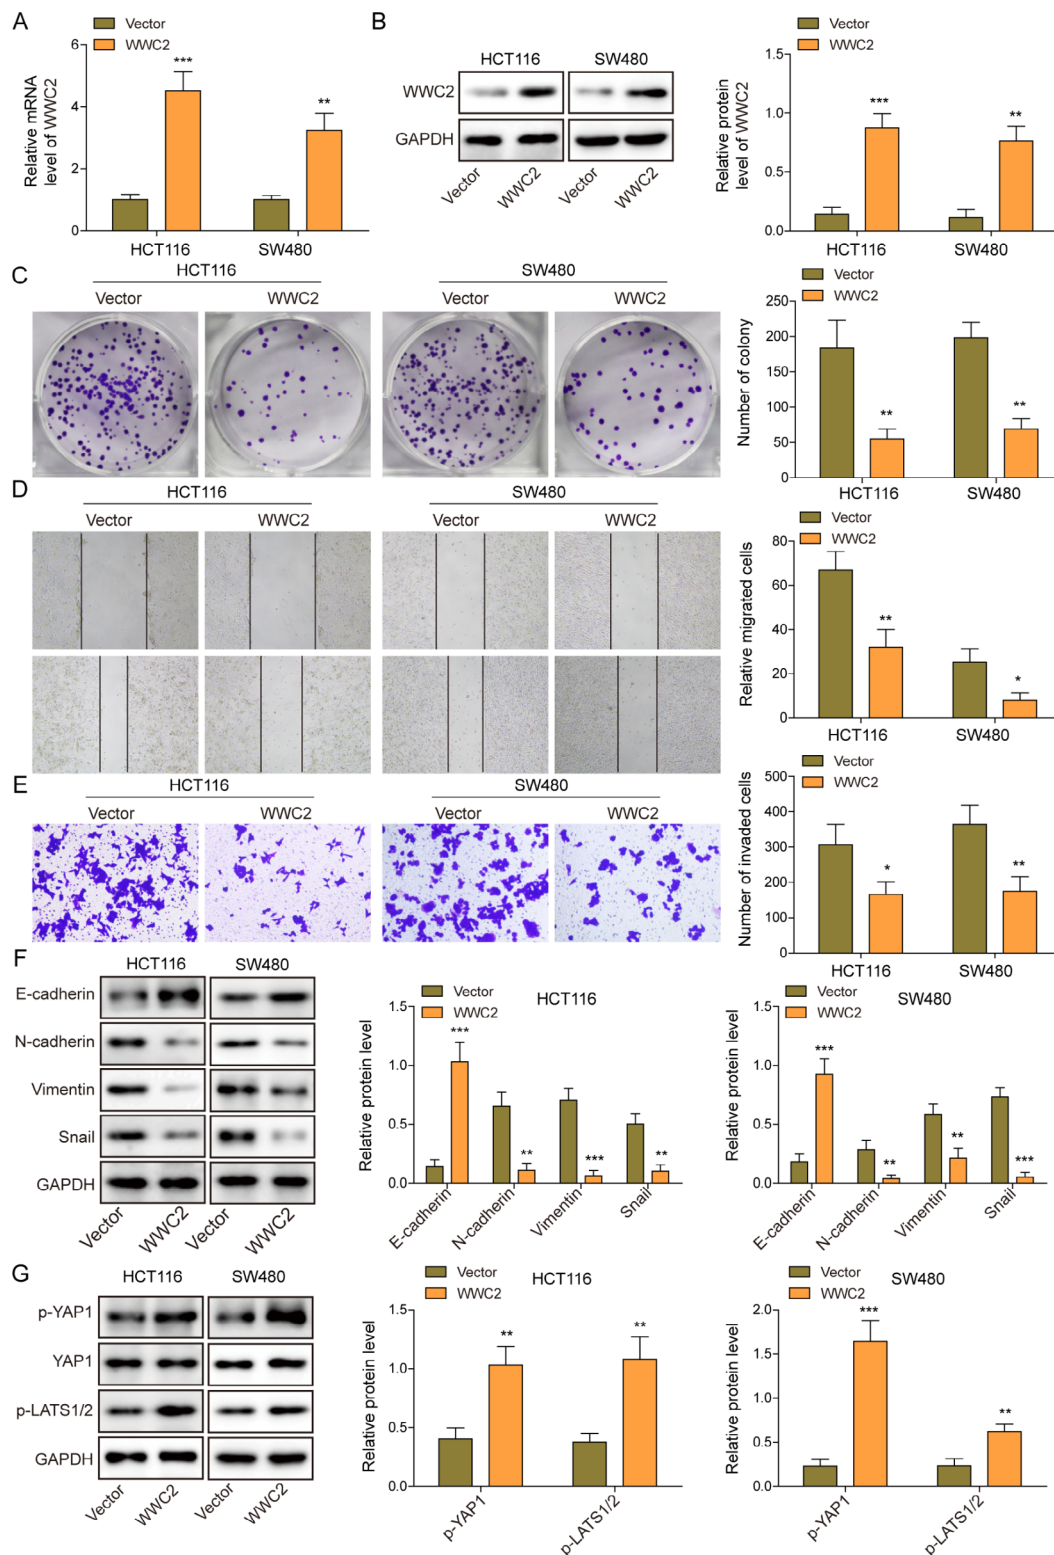 A
Vector
WWC2
Relative mRNA
level of WWC2
6
4
2
0
***
**
HCT116
SW480
B
HCT116
SW480
WWC2
GAPDH
Vector
WWC2
Vector
WWC2
Vector
WWC2
Relative protein
level of WWC2
1.5
1.0
0.5
0.0
***
**
HCT116
SW480
C
HCT116
SW480
Vector
WWC2
Vector
WWC2
Vector
WWC2
Number of colony
250
200
150
100
50
0
**
**
HCT116
SW480
D
HCT116
SW480
Vector
WWC2
Vector
WWC2
Vector
WWC2
Relative migrated cells
80
60
40
20
0
**
*
HCT116
SW480
E
HCT116
SW480
Vector
WWC2
Vector
WWC2
Vector
WWC2
Number of invaded cells
500
400
300
200
100
0
*
**
HCT116
SW480
F
HCT116
SW480
E-cadherin
N-cadherin
Vimentin
Snail
GAPDH
Vector
WWC2
Vector
WWC2
Vector
WWC2
HCT116
Relative protein level
1.5
1.0
0.5
0.0
***
**
***
**
E-cadherin
N-cadherin
Vimentin
Snail
Vector
WWC2
SW480
Relative protein level
1.5
1.0
0.5
0.0
***
**
**
***
E-cadherin
N-cadherin
Vimentin
Snail
G
HCT116
SW480
p-YAP1
YAP1
p-LATS1/2
GAPDH
Vector
WWC2
Vector
WWC2
Vector
WWC2
HCT116
Relative protein level
1.5
1.0
0.5
0.0
**
**
p-YAP1
p-LATS1/2
Vector
WWC2
SW480
Relative protein level
2.0
1.5
1.0
0.5
0.0
***
**
p-YAP1
p-LATS1/2